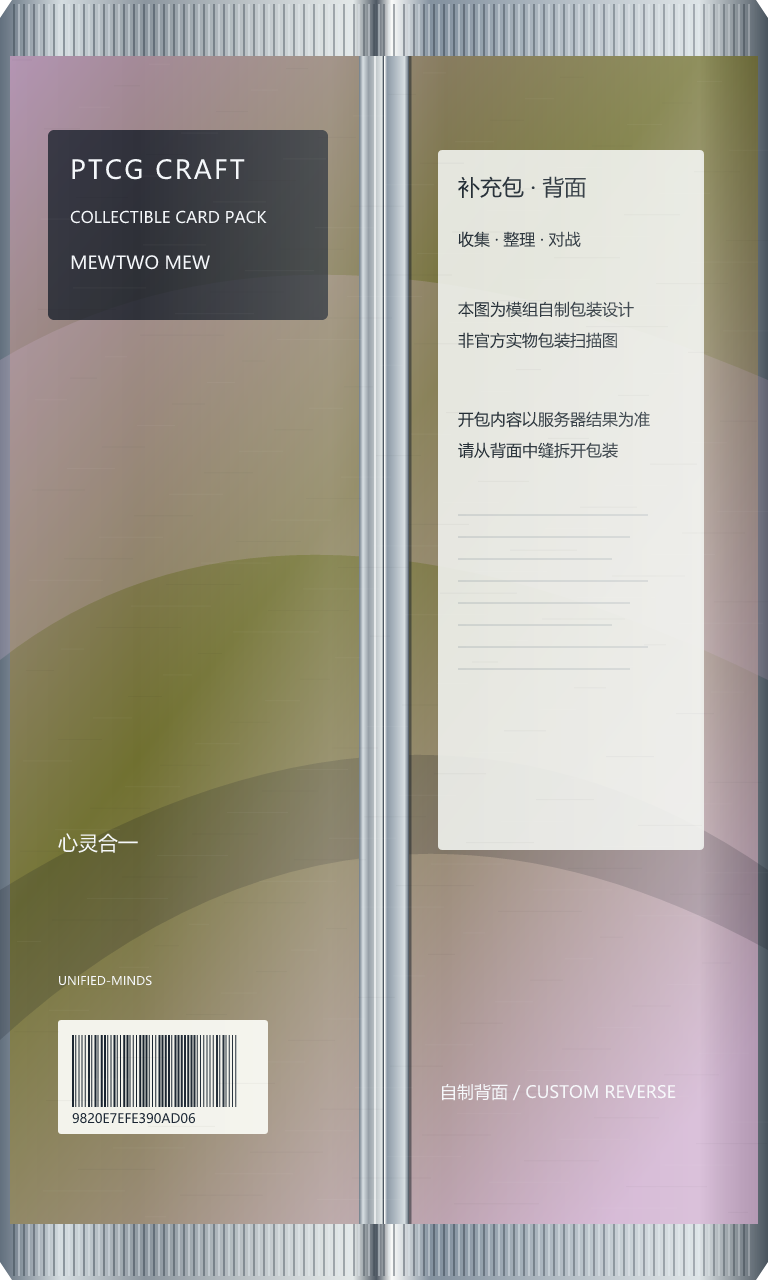 PTCG CRAFT
COLLECTIBLE CARD PACK
MEWTWO MEW
心灵合一
UNIFIED-MINDS
9820E7EFE390AD06
补充包 · 背面
收集 · 整理 · 对战
本图为模组自制包装设计
非官方实物包装扫描图
开包内容以服务器结果为准
请从背面中缝拆开包装
自制背面 / CUSTOM REVERSE